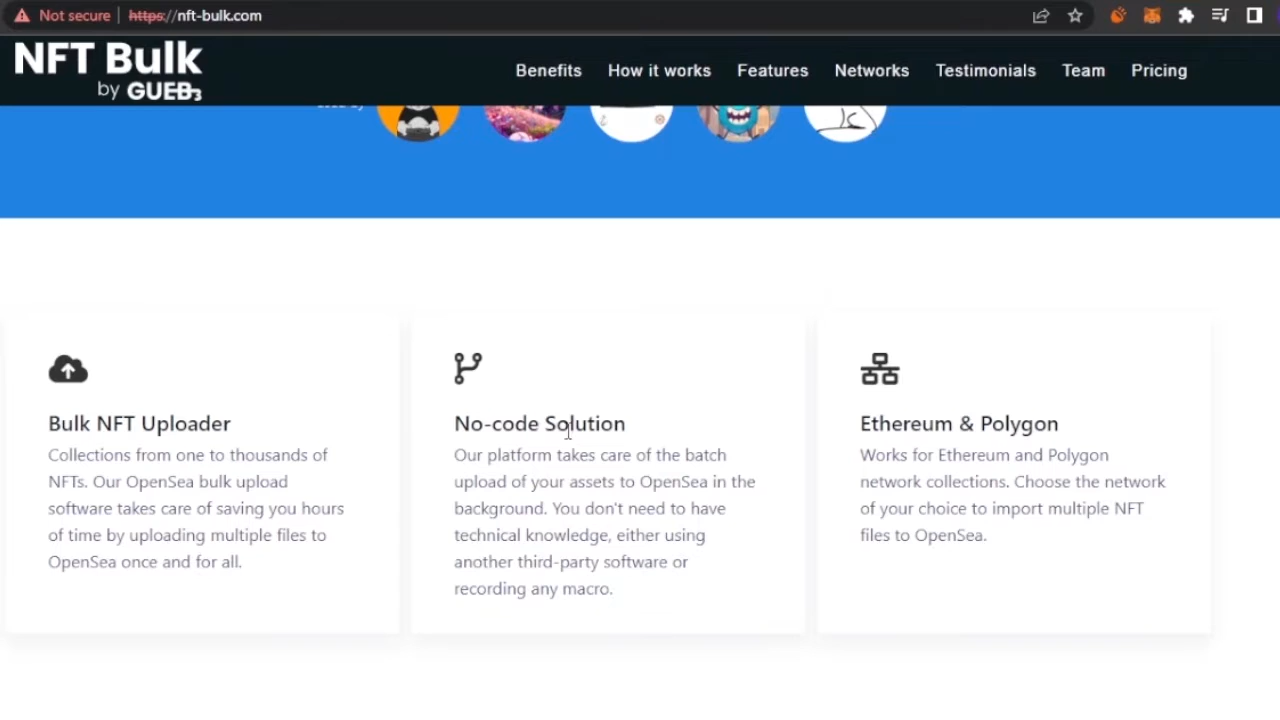 Not secure https://nft-bulk.com
NFT Bulk
by GUEB3
Benefits How it works Features Networks Testimonials Team Pricing
Bulk NFT Uploader
Collections from one to thousands of
NFTs. Our OpenSea bulk upload
software takes care of saving you hours
of time by uploading multiple files to
OpenSea once and for all.
No-code Solution
Our platform takes care of the batch
upload of your assets to OpenSea in the
background. You don't need to have
technical knowledge, either using
another third-party software or
recording any macro.
Ethereum & Polygon
Works for Ethereum and Polygon
network collections. Choose the network
of your choice to import multiple NFT
files to OpenSea.